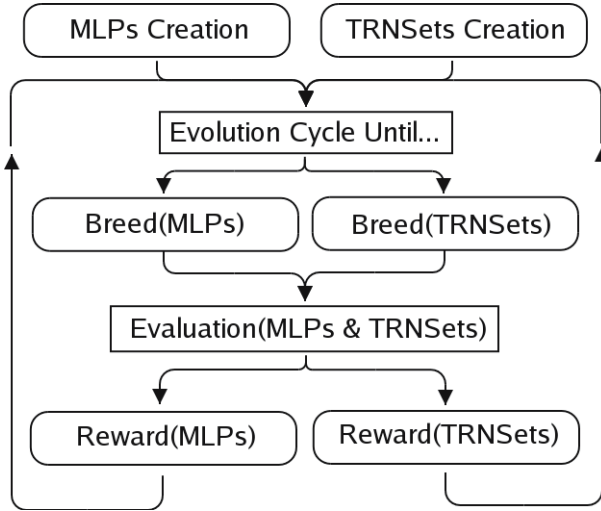 MLPs Creation
TRNSets Creation
Evolution Cycle Until...
Breed(MLPs)
Breed(TRNSets)
Evaluation(MLPs & TRNSets)
Reward(MLPs)
Reward(TRNSets)